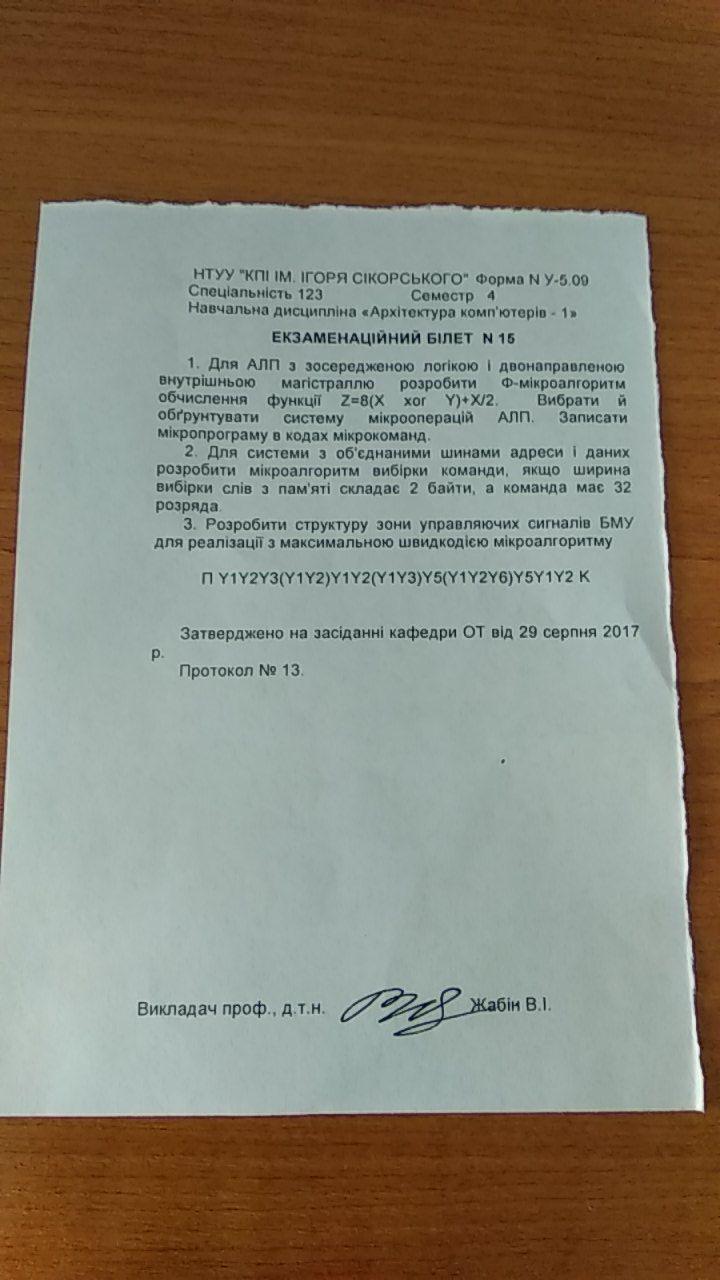 НТУУ "КПІ ІМ. ІГОРЯ СІКОРСЬКОГО" Форма N У-5.09
Спеціальність 123 Семестр 4
Навчальна дисципліна «Архітектура комп'ютерів - 1»
ЕКЗАМЕНАЦІЙНИЙ БІЛЕТ N 15
1. Для АЛП з зосередженою логікою і двонаправленою
внутрішньою магістраллю розробити Ф-мікроалгоритм
обчислення функції Z=8(X xor Y)+X/2. Вибрати й
обґрунтувати систему мікрооперацій АЛП. Записати
мікропрограму в кодах мікрокоманд.
2. Для системи з об'єднаними шинами адреси і даних
розробити мікроалгоритм вибірки команди, якщо ширина
вибірки слів з пам'яті складає 2 байти, а команда має 32
розряда.
3. Розробити структуру зони управляючих сигналів БМУ
для реалізації з максимальною швидкодією мікроалгоритму
П Y1Y2Y3(Y1Y2)Y1Y2(Y1Y3)Y5(Y1Y2Y6)Y5Y1Y2 К
Затверджено на засіданні кафедри ОТ від 29 серпня 2017
р.
Протокол № 13.
Викладач проф., д.т.н. Жабін В.І.